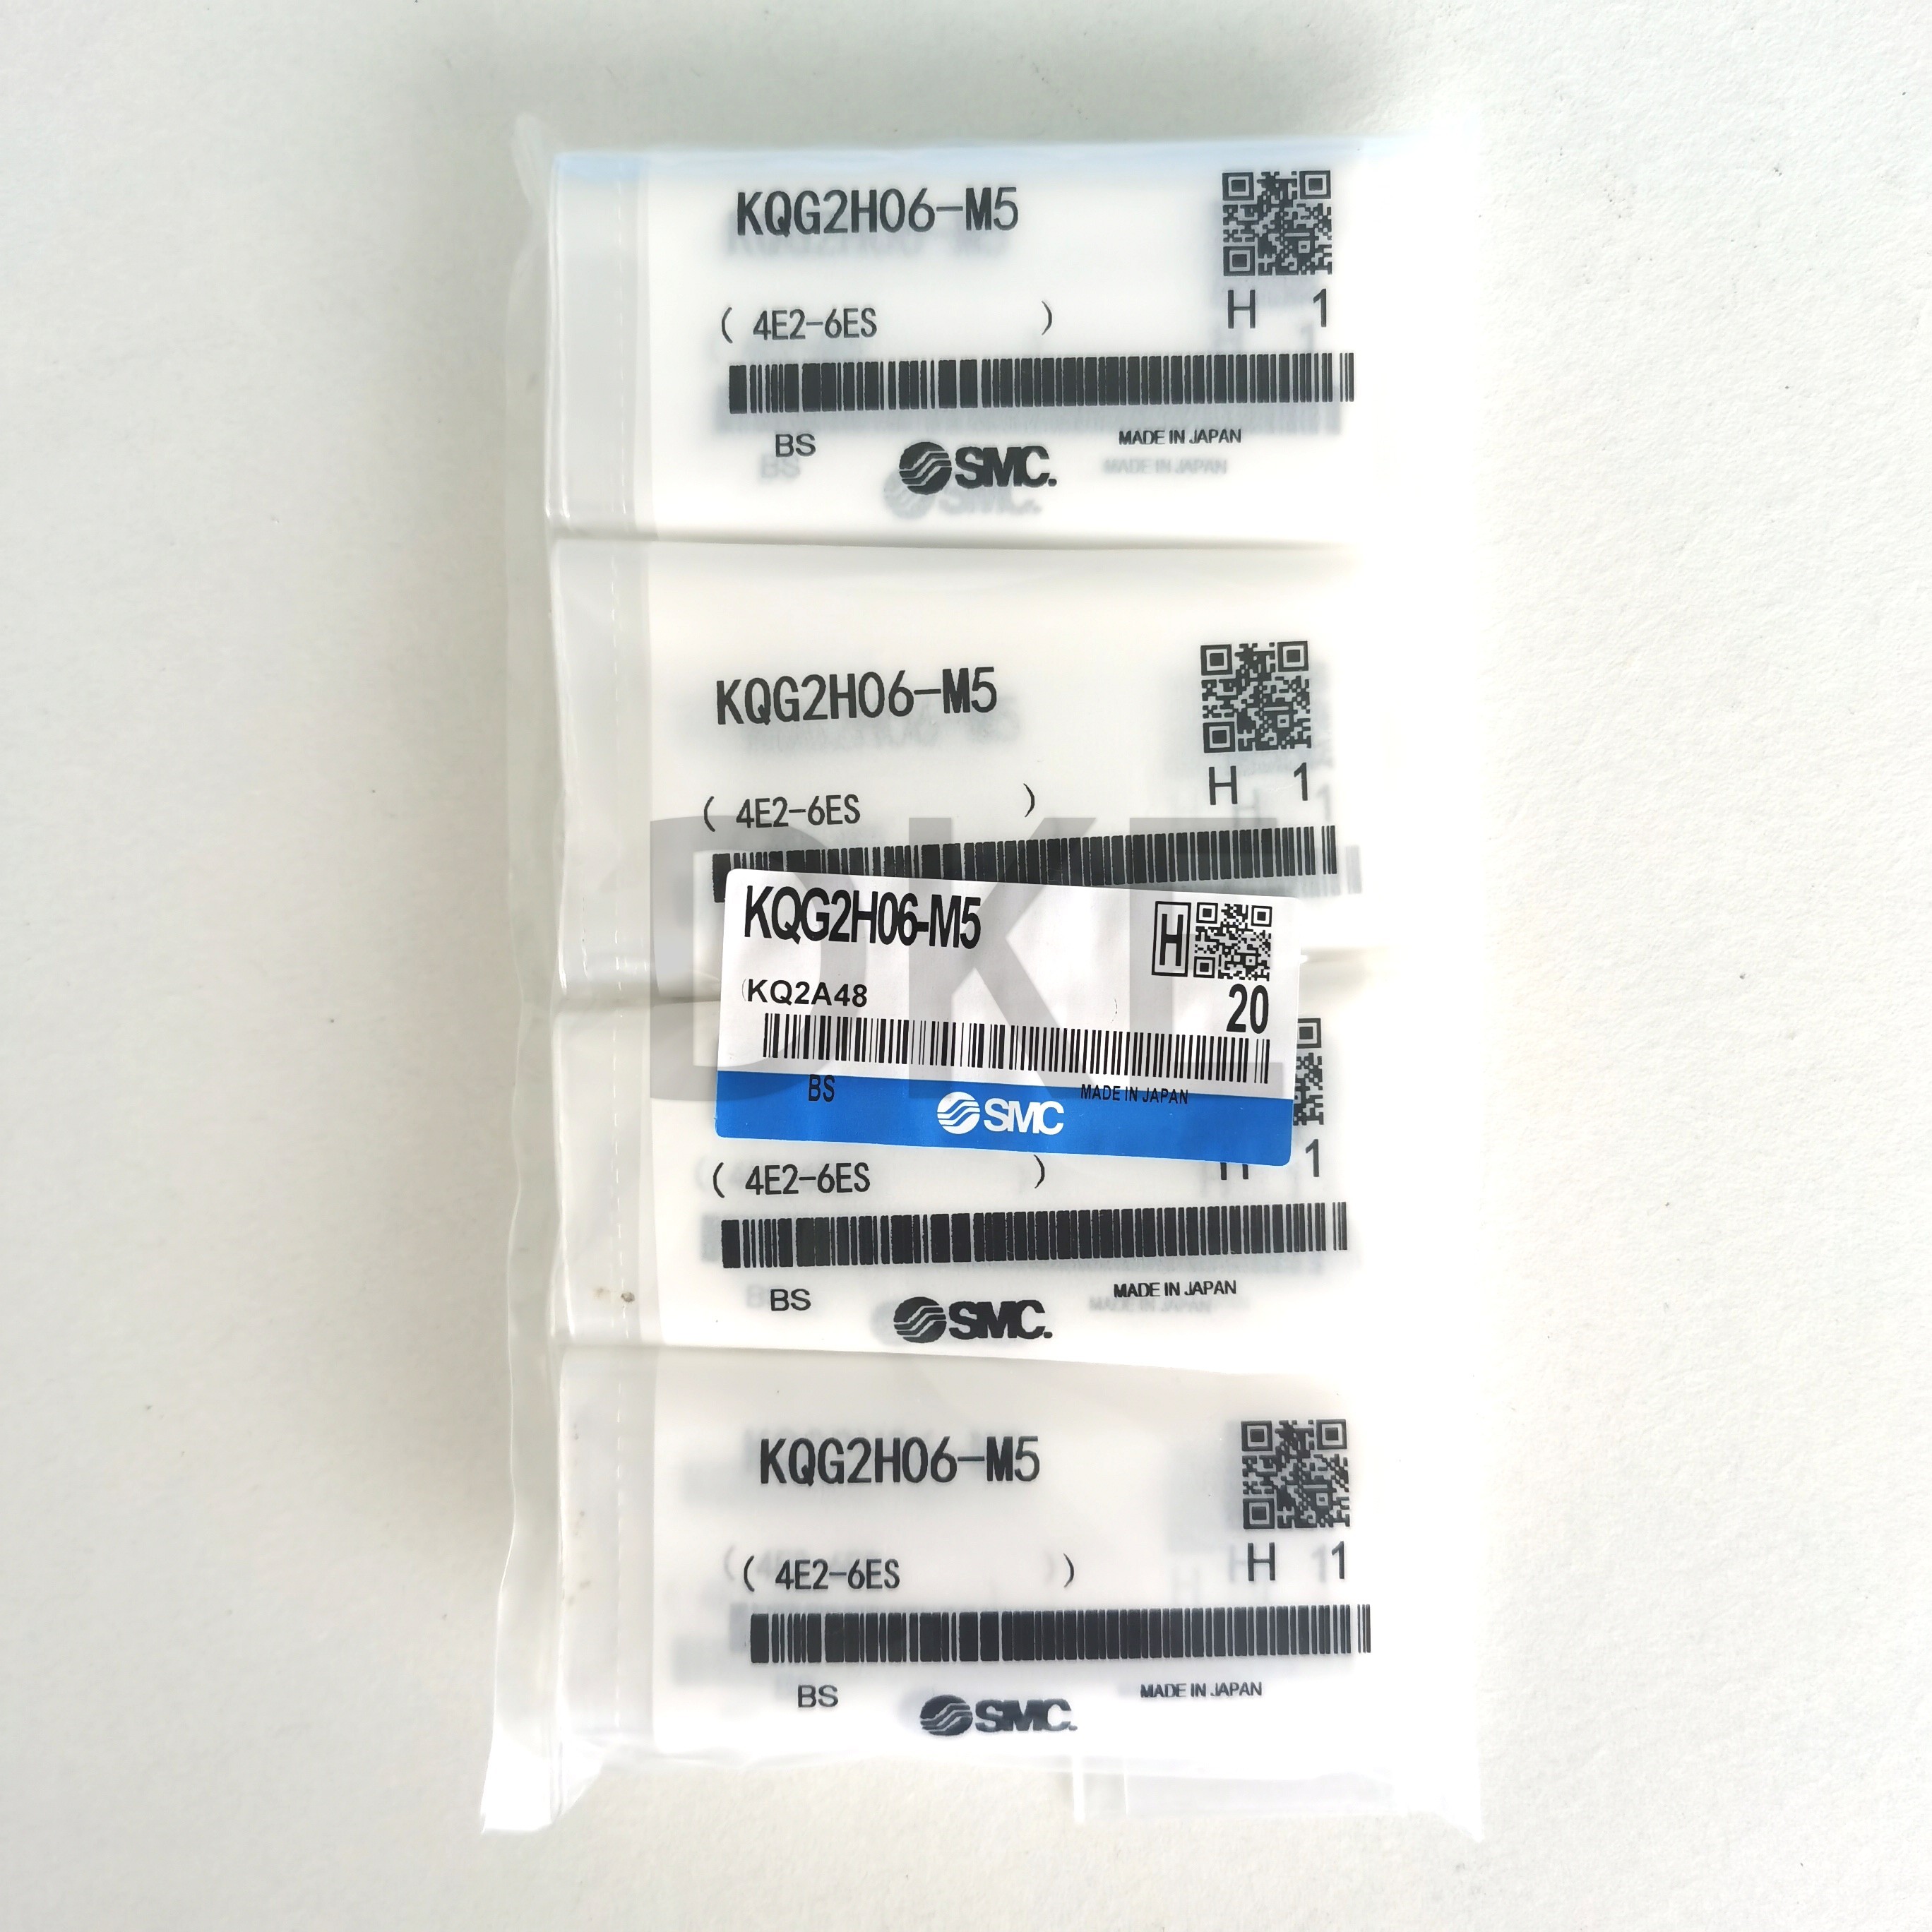 KQG2H06-M5
H 1
( 4E2-6ES )
BS
MADE IN JAPAN
SMC.
KQG2H06-M5
H 1
( 4E2-6ES )
DKE
KQG2H06-M5
H
(KQ2A48 )
20
BS
MADE IN JAPAN
SMC
H 1
( 4E2-6ES )
BS
MADE IN JAPAN
SMC.
KQG2H06-M5
H 1
( 4E2-6ES )
BS
MADE IN JAPAN
SMC.